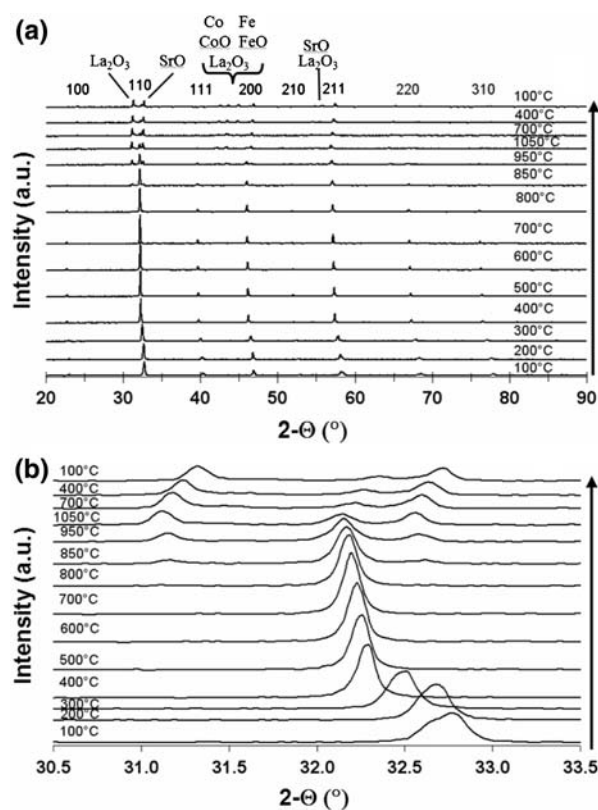 (a)
Co Fe
CoO FeO
La₂O₃ SrO La₂O₃ SrO La₂O₃
100 110 111 200 210 211 220 310
Intensity (a.u.)
100°C
400°C
700°C
1050°C
950°C
850°C
800°C
700°C
600°C
500°C
400°C
300°C
200°C
100°C
20 30 40 50 60 70 80 90
2-Θ (°)
(b)
Intensity (a.u.)
100°C
400°C
700°C
1050°C
950°C
850°C
800°C
700°C
600°C
500°C
400°C
300°C
200°C
100°C
30.5 31.0 31.5 32.0 32.5 33.0 33.5
2-Θ (°)